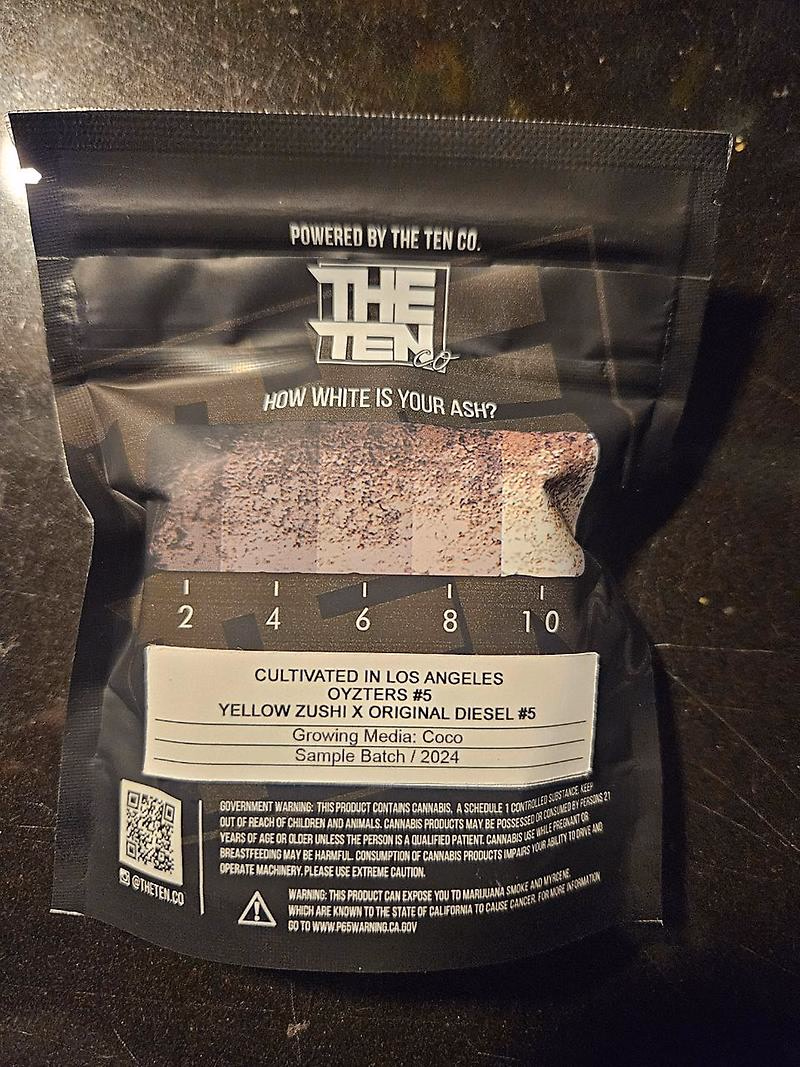 POWERED BY THE TEN CO.
THE
TEN CO
HOW WHITE IS YOUR ASH?
2 4 6 8 10
CULTIVATED IN LOS ANGELES
OYZTERS #5
YELLOW ZUSHI X ORIGINAL DIESEL #5
Growing Media: Coco
Sample Batch / 2024
GOVERNMENT WARNING: THIS PRODUCT CONTAINS CANNABIS, A SCHEDULE 1 CONTROLLED SUBSTANCE. KEEP
OUT OF REACH OF CHILDREN AND ANIMALS. CANNABIS PRODUCTS MAY BE POSSESSED OR CONSUMED BY PERSONS 21
YEARS OF AGE OR OLDER UNLESS THE PERSON IS A QUALIFIED PATIENT. CANNABIS USE WHILE PREGNANT OR
BREASTFEEDING MAY BE HARMFUL. CONSUMPTION OF CANNABIS PRODUCTS IMPAIRS YOUR ABILITY TO DRIVE AND
OPERATE MACHINERY. PLEASE USE EXTREME CAUTION.
@THETEN.CO
WARNING: THIS PRODUCT CAN EXPOSE YOU TO MARIJUANA SMOKE AND MYRCENE,
WHICH ARE KNOWN TO THE STATE OF CALIFORNIA TO CAUSE CANCER. FOR MORE INFORMATION
GO TO WWW.P65WARNING.CA.GOV